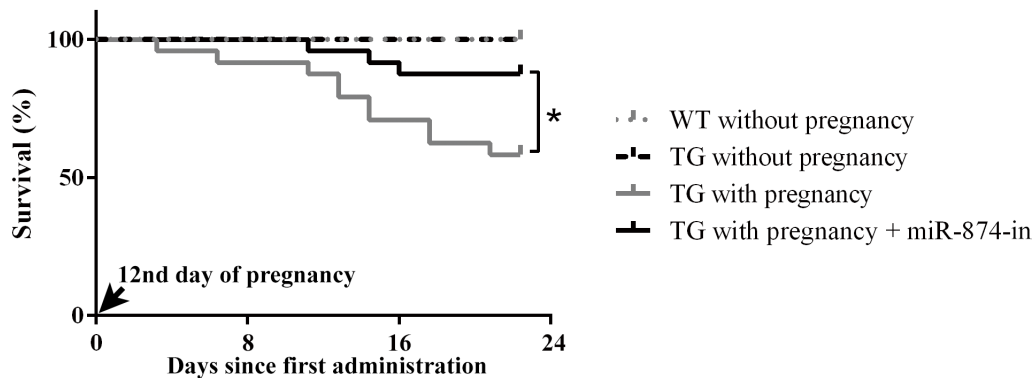 Survival (%)
100
50
0
12nd day of pregnancy
*
0 8 16 24
Days since first administration
WT without pregnancy
TG without pregnancy
TG with pregnancy
TG with pregnancy + miR-874-in